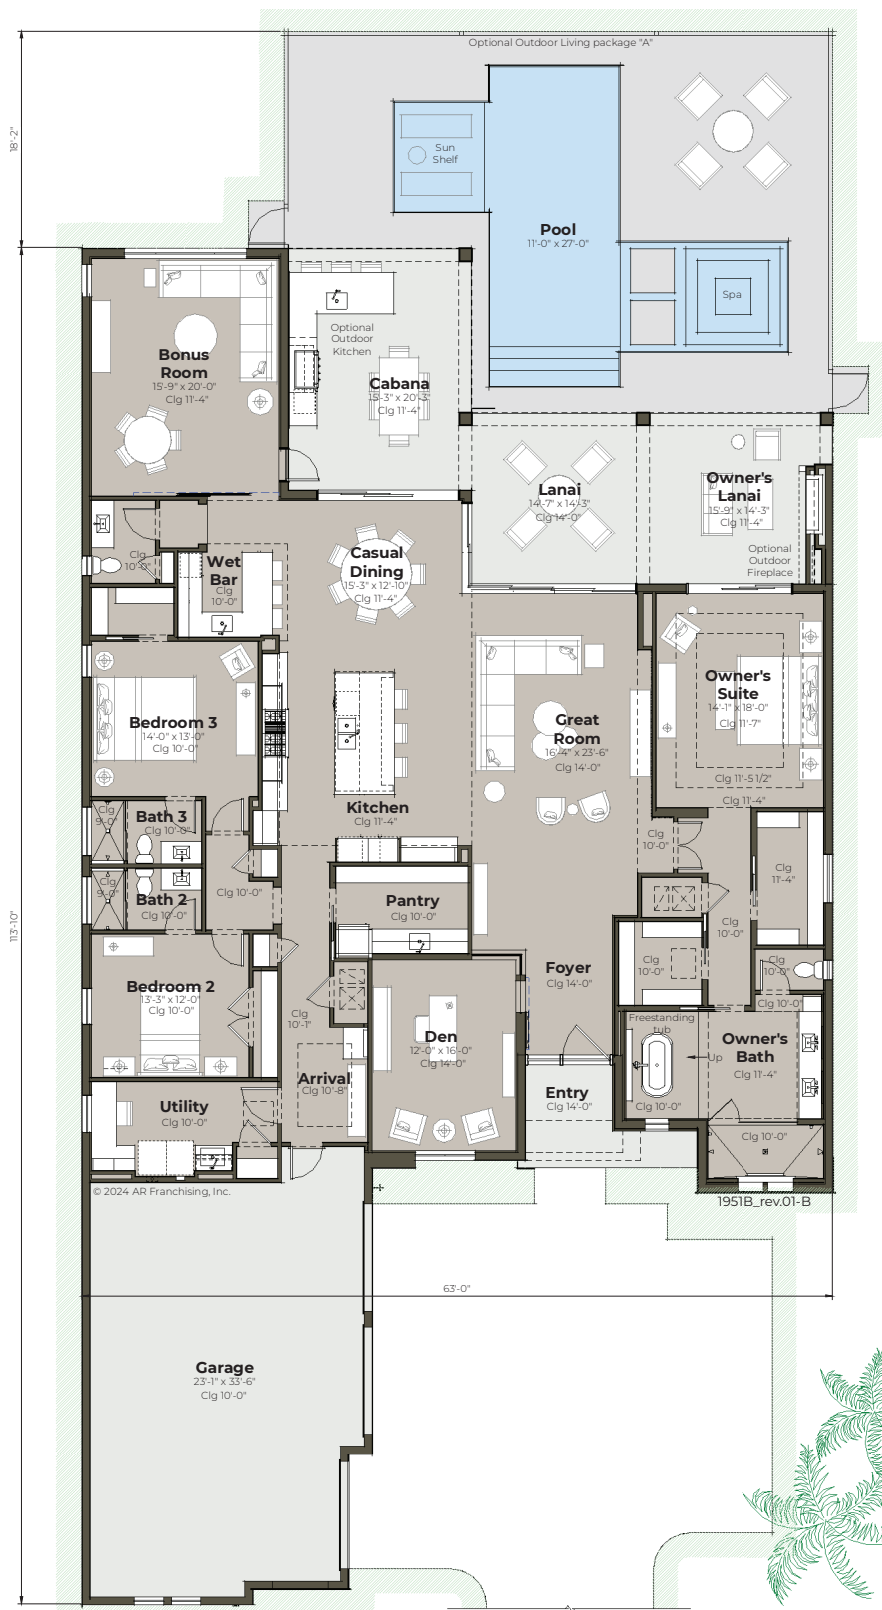 Optional Outdoor Living package "A"
18'-2"
Sun
Shelf
Pool
11'-0" x 27'-0"
Spa
Optional
Outdoor
Kitchen
Bonus
Room
15'-9" x 20'-0"
Clg 11'-4"
Cabana
15'-3" x 20'-3"
Clg 11'-4"
Lanai
14'-7" x 14'-3"
Clg 14'-0"
Owner's
Lanai
15'-9" x 14'-3"
Clg 11'-4"
Optional
Outdoor
Fireplace
Clg
10'-0"
Wet
Bar
Clg
10'-0"
Casual
Dining
15'-3" x 12'-10"
Clg 11'-4"
Bedroom 3
14'-0" x 13'-0"
Clg 10'-0"
Great
Room
16'-4" x 23'-6"
Clg 14'-0"
Owner's
Suite
14'-1" x 18'-0"
Clg 11'-7"
Clg 11'-5 1/2"
Clg 11'-4"
Kitchen
Clg 11'-4"
Clg
9'-0"
Bath 3
Clg 10'-0"
Clg
10'-0"
Clg
11'-4"
Clg
9'-0"
Bath 2
Clg 10'-0"
Clg 10'-0"
Pantry
Clg 10'-0"
Clg
10'-0"
113'-10"
Bedroom 2
13'-3" x 12'-0"
Clg 10'-0"
Foyer
Clg 14'-0"
Clg
10'-0"
Clg
10'-0"
Clg 10'-0"
Clg
10'-1"
Den
12'-0" x 16'-0"
Clg 14'-0"
Freestanding
tub
Up
Owner's
Bath
Clg 11'-4"
Arrival
Clg 10'-8"
Entry
Clg 14'-0"
Clg 10'-0"
Utility
Clg 10'-0"
Clg 10'-0"
© 2024 AR Franchising, Inc.
1951B_rev.01-B
63'-0"
Garage
23'-1" x 33'-6"
Clg 10'-0"